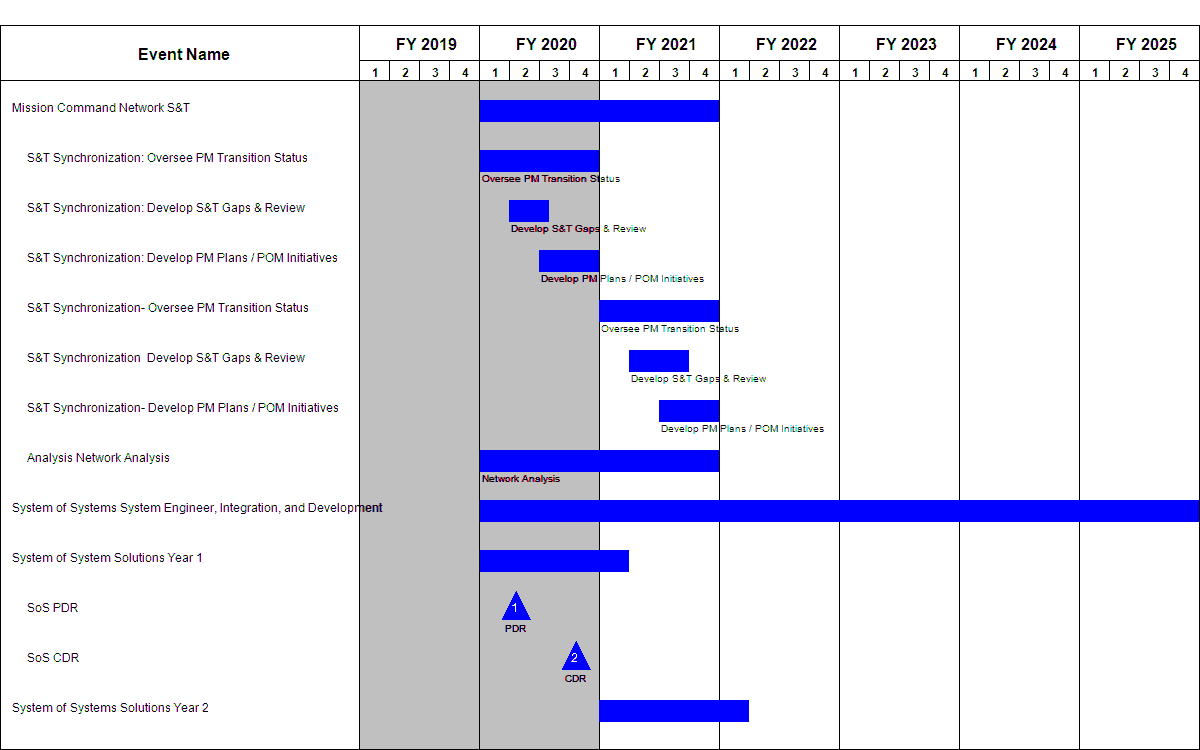 Event Name
FY 2019 FY 2020 FY 2021 FY 2022 FY 2023 FY 2024 FY 2025
1 2 3 4 1 2 3 4 1 2 3 4 1 2 3 4 1 2 3 4 1 2 3 4 1 2 3 4
Mission Command Network S&T
S&T Synchronization: Oversee PM Transition Status
Oversee PM Transition Status
S&T Synchronization: Develop S&T Gaps & Review
Develop S&T Gaps & Review
S&T Synchronization: Develop PM Plans / POM Initiatives
Develop PM Plans / POM Initiatives
S&T Synchronization- Oversee PM Transition Status
Oversee PM Transition Status
S&T Synchronization  Develop S&T Gaps & Review
Develop S&T Gaps & Review
S&T Synchronization- Develop PM Plans / POM Initiatives
Develop PM Plans / POM Initiatives
Analysis Network Analysis
Network Analysis
System of Systems System Engineer, Integration, and Development
System of System Solutions Year 1
SoS PDR
1
PDR
SoS CDR
2
CDR
System of Systems Solutions Year 2